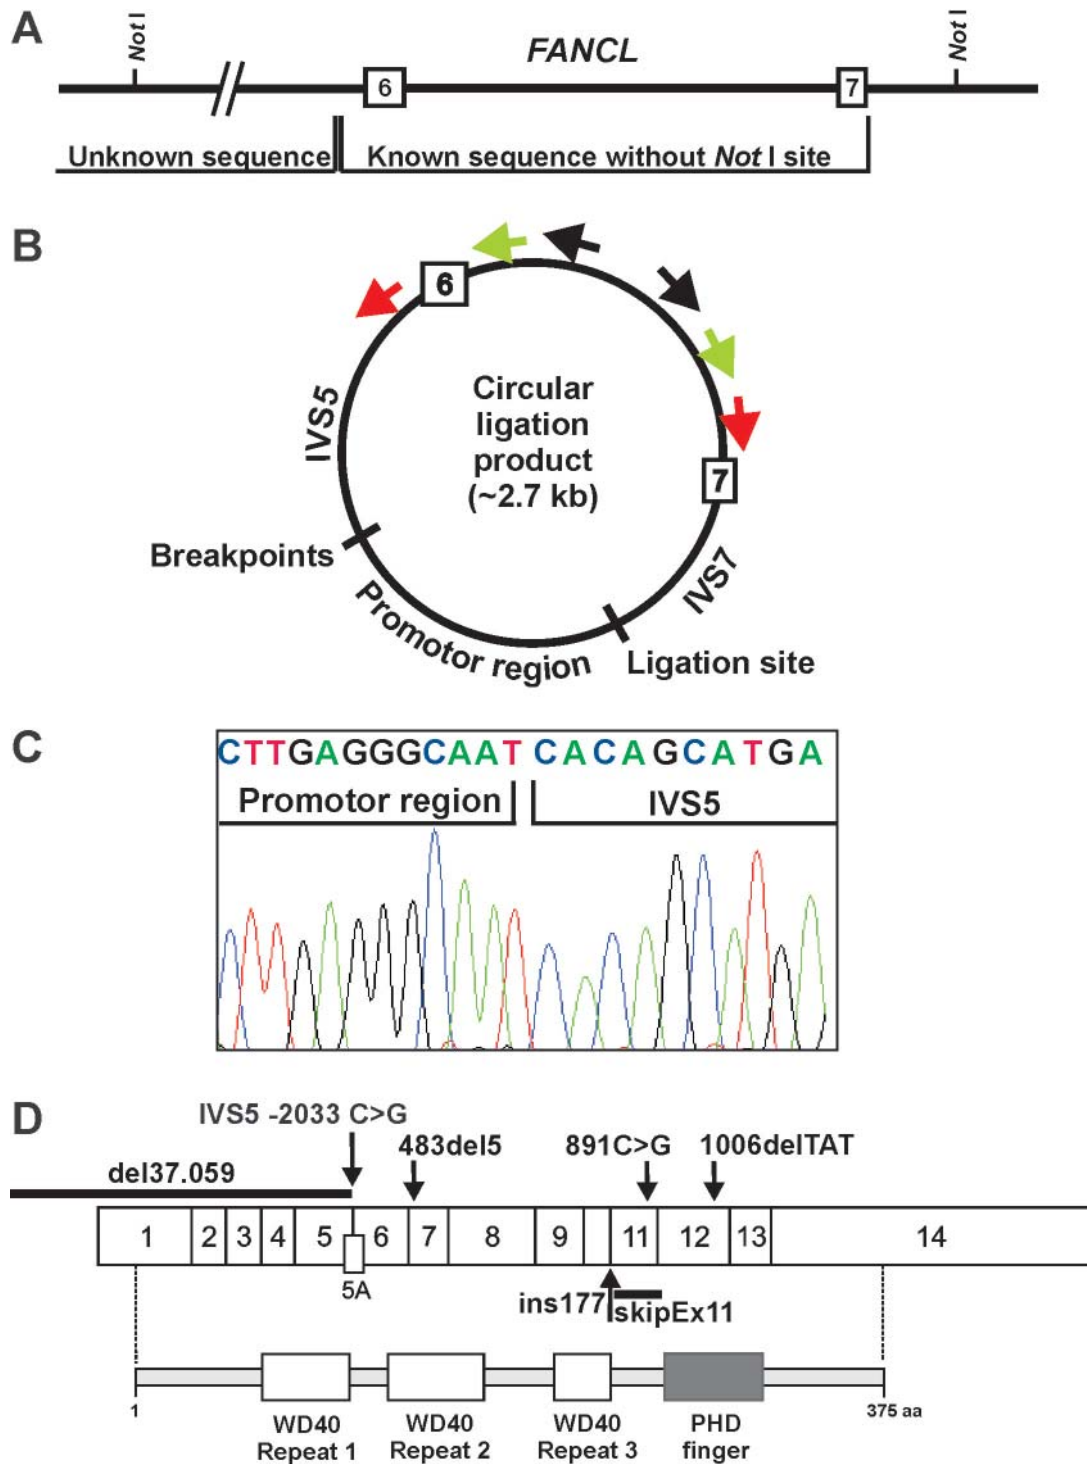 A
Not I
Not I
FANCL
6
7
Unknown sequence
Known sequence without Not I site
B
6
IVS5
Circular
ligation
product
(~2.7 kb)
7
IVS7
Breakpoints
Promotor region
Ligation site
C
CTTGAGGGCAATCACAGCATGA
Promotor region
IVS5
D
IVS5 -2033 C>G
483del5
891C>G
1006delTAT
del37.059
1 2 3 4 5 6 7 8 9 11 12 13 14
5A
ins177
skipEx11
1
375 aa
WD40
Repeat 1
WD40
Repeat 2
WD40
Repeat 3
PHD
finger